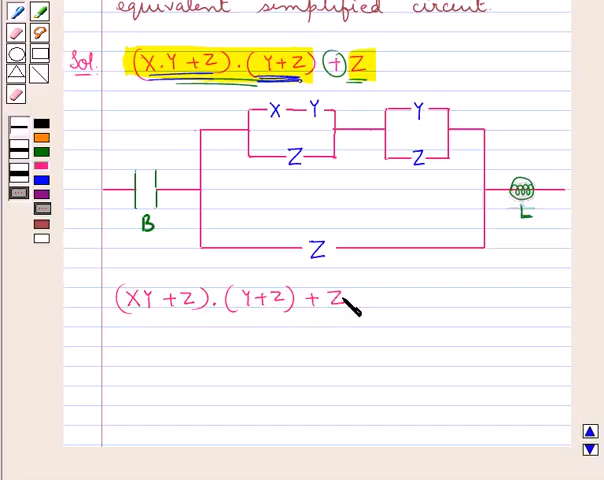 equivalent simplified circuit.
Sol. (X.Y + Z) . (Y+Z) + Z
X Y Y
Z Z
B L
Z
(XY + Z) . (Y+Z) + Z